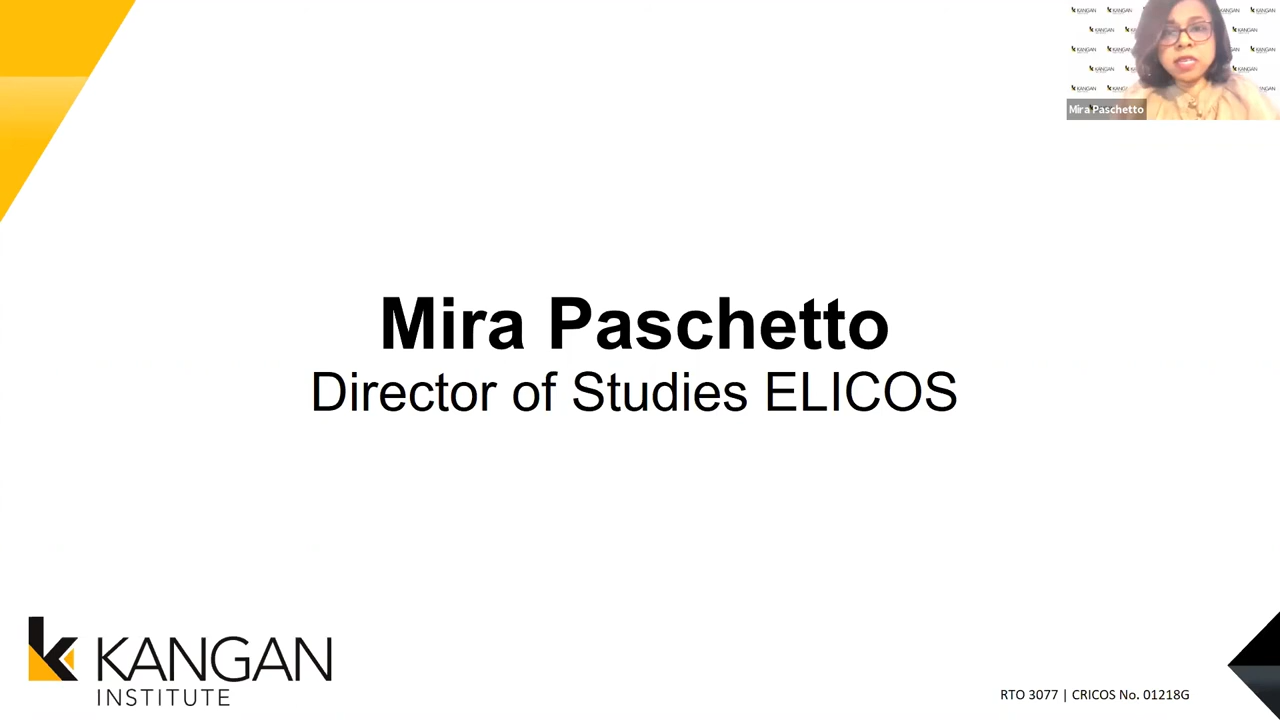 Mira Paschetto
Mira Paschetto
Director of Studies ELICOS
KANGAN
INSTITUTE
RTO 3077 | CRICOS No. 01218G